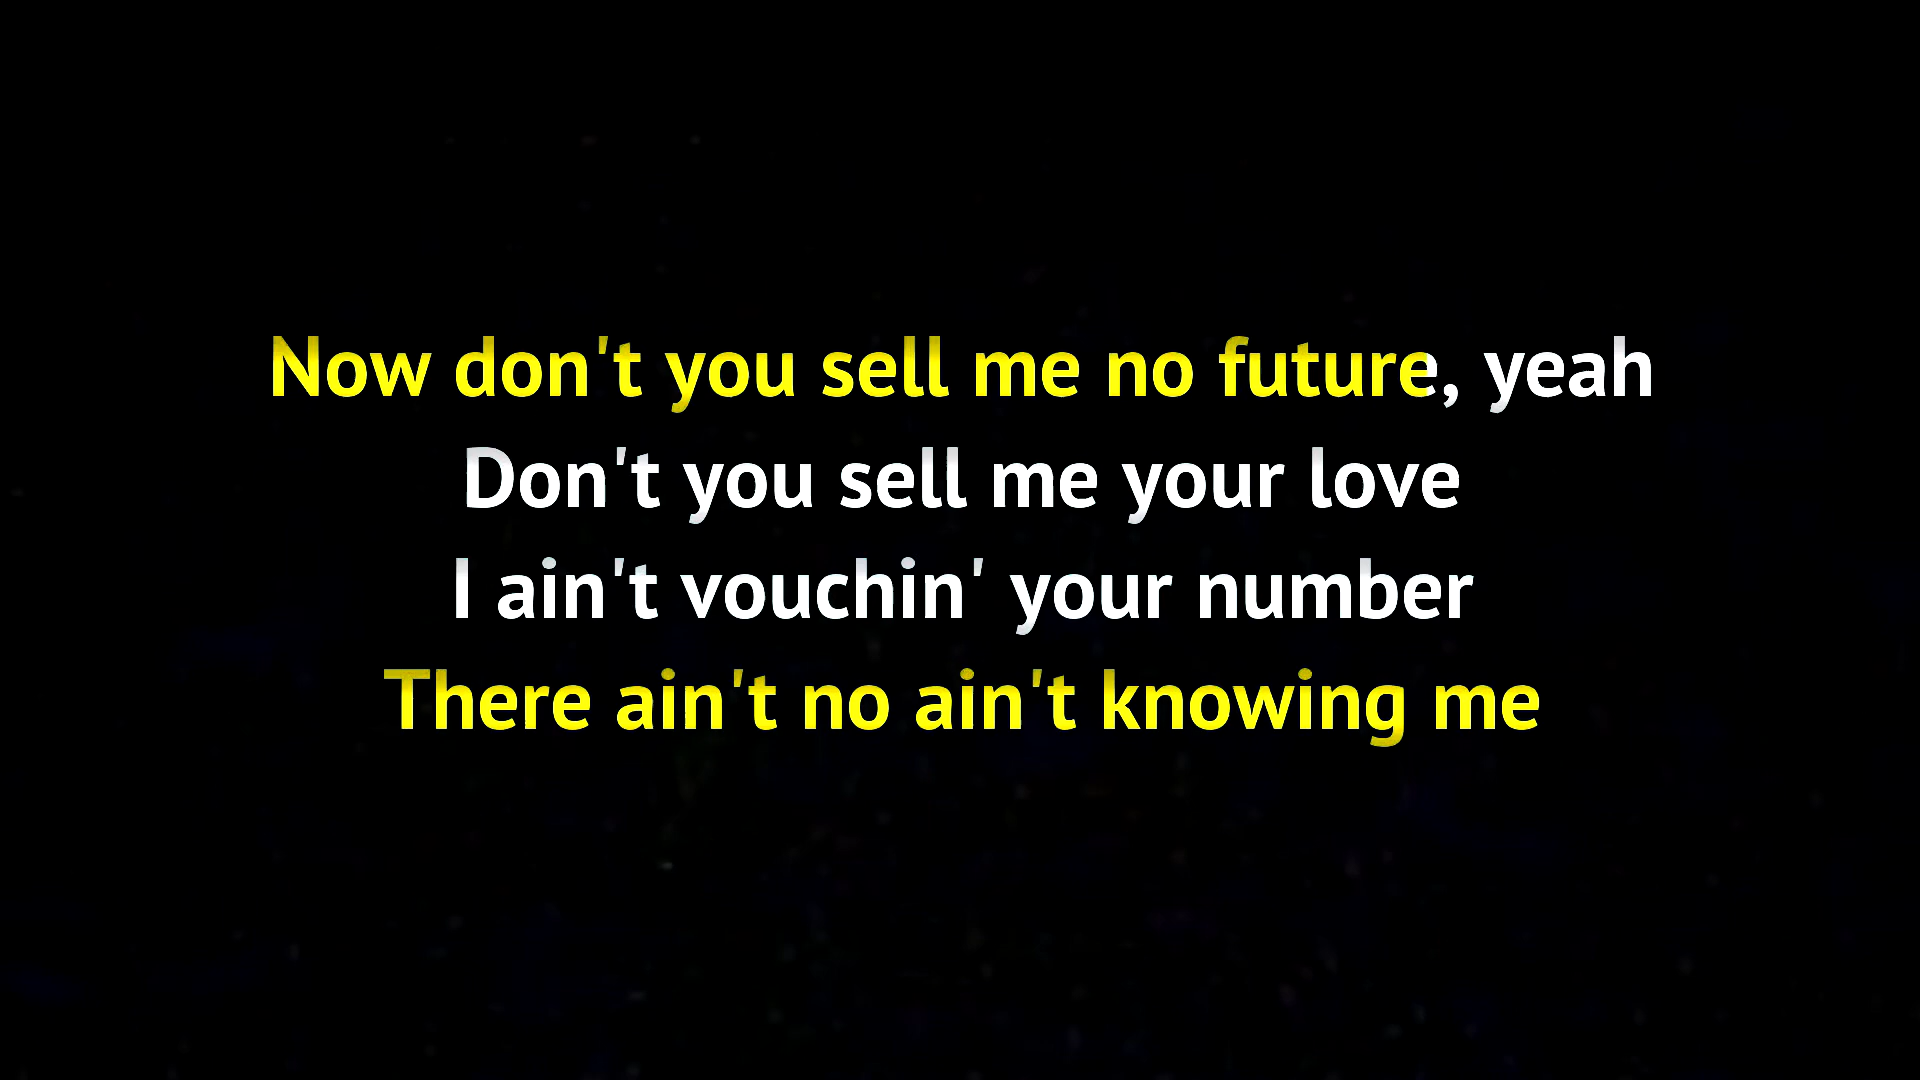 Now don't you sell me no future, yeah
Don't you sell me your love
I ain't vouchin' your number
There ain't no ain't knowing me